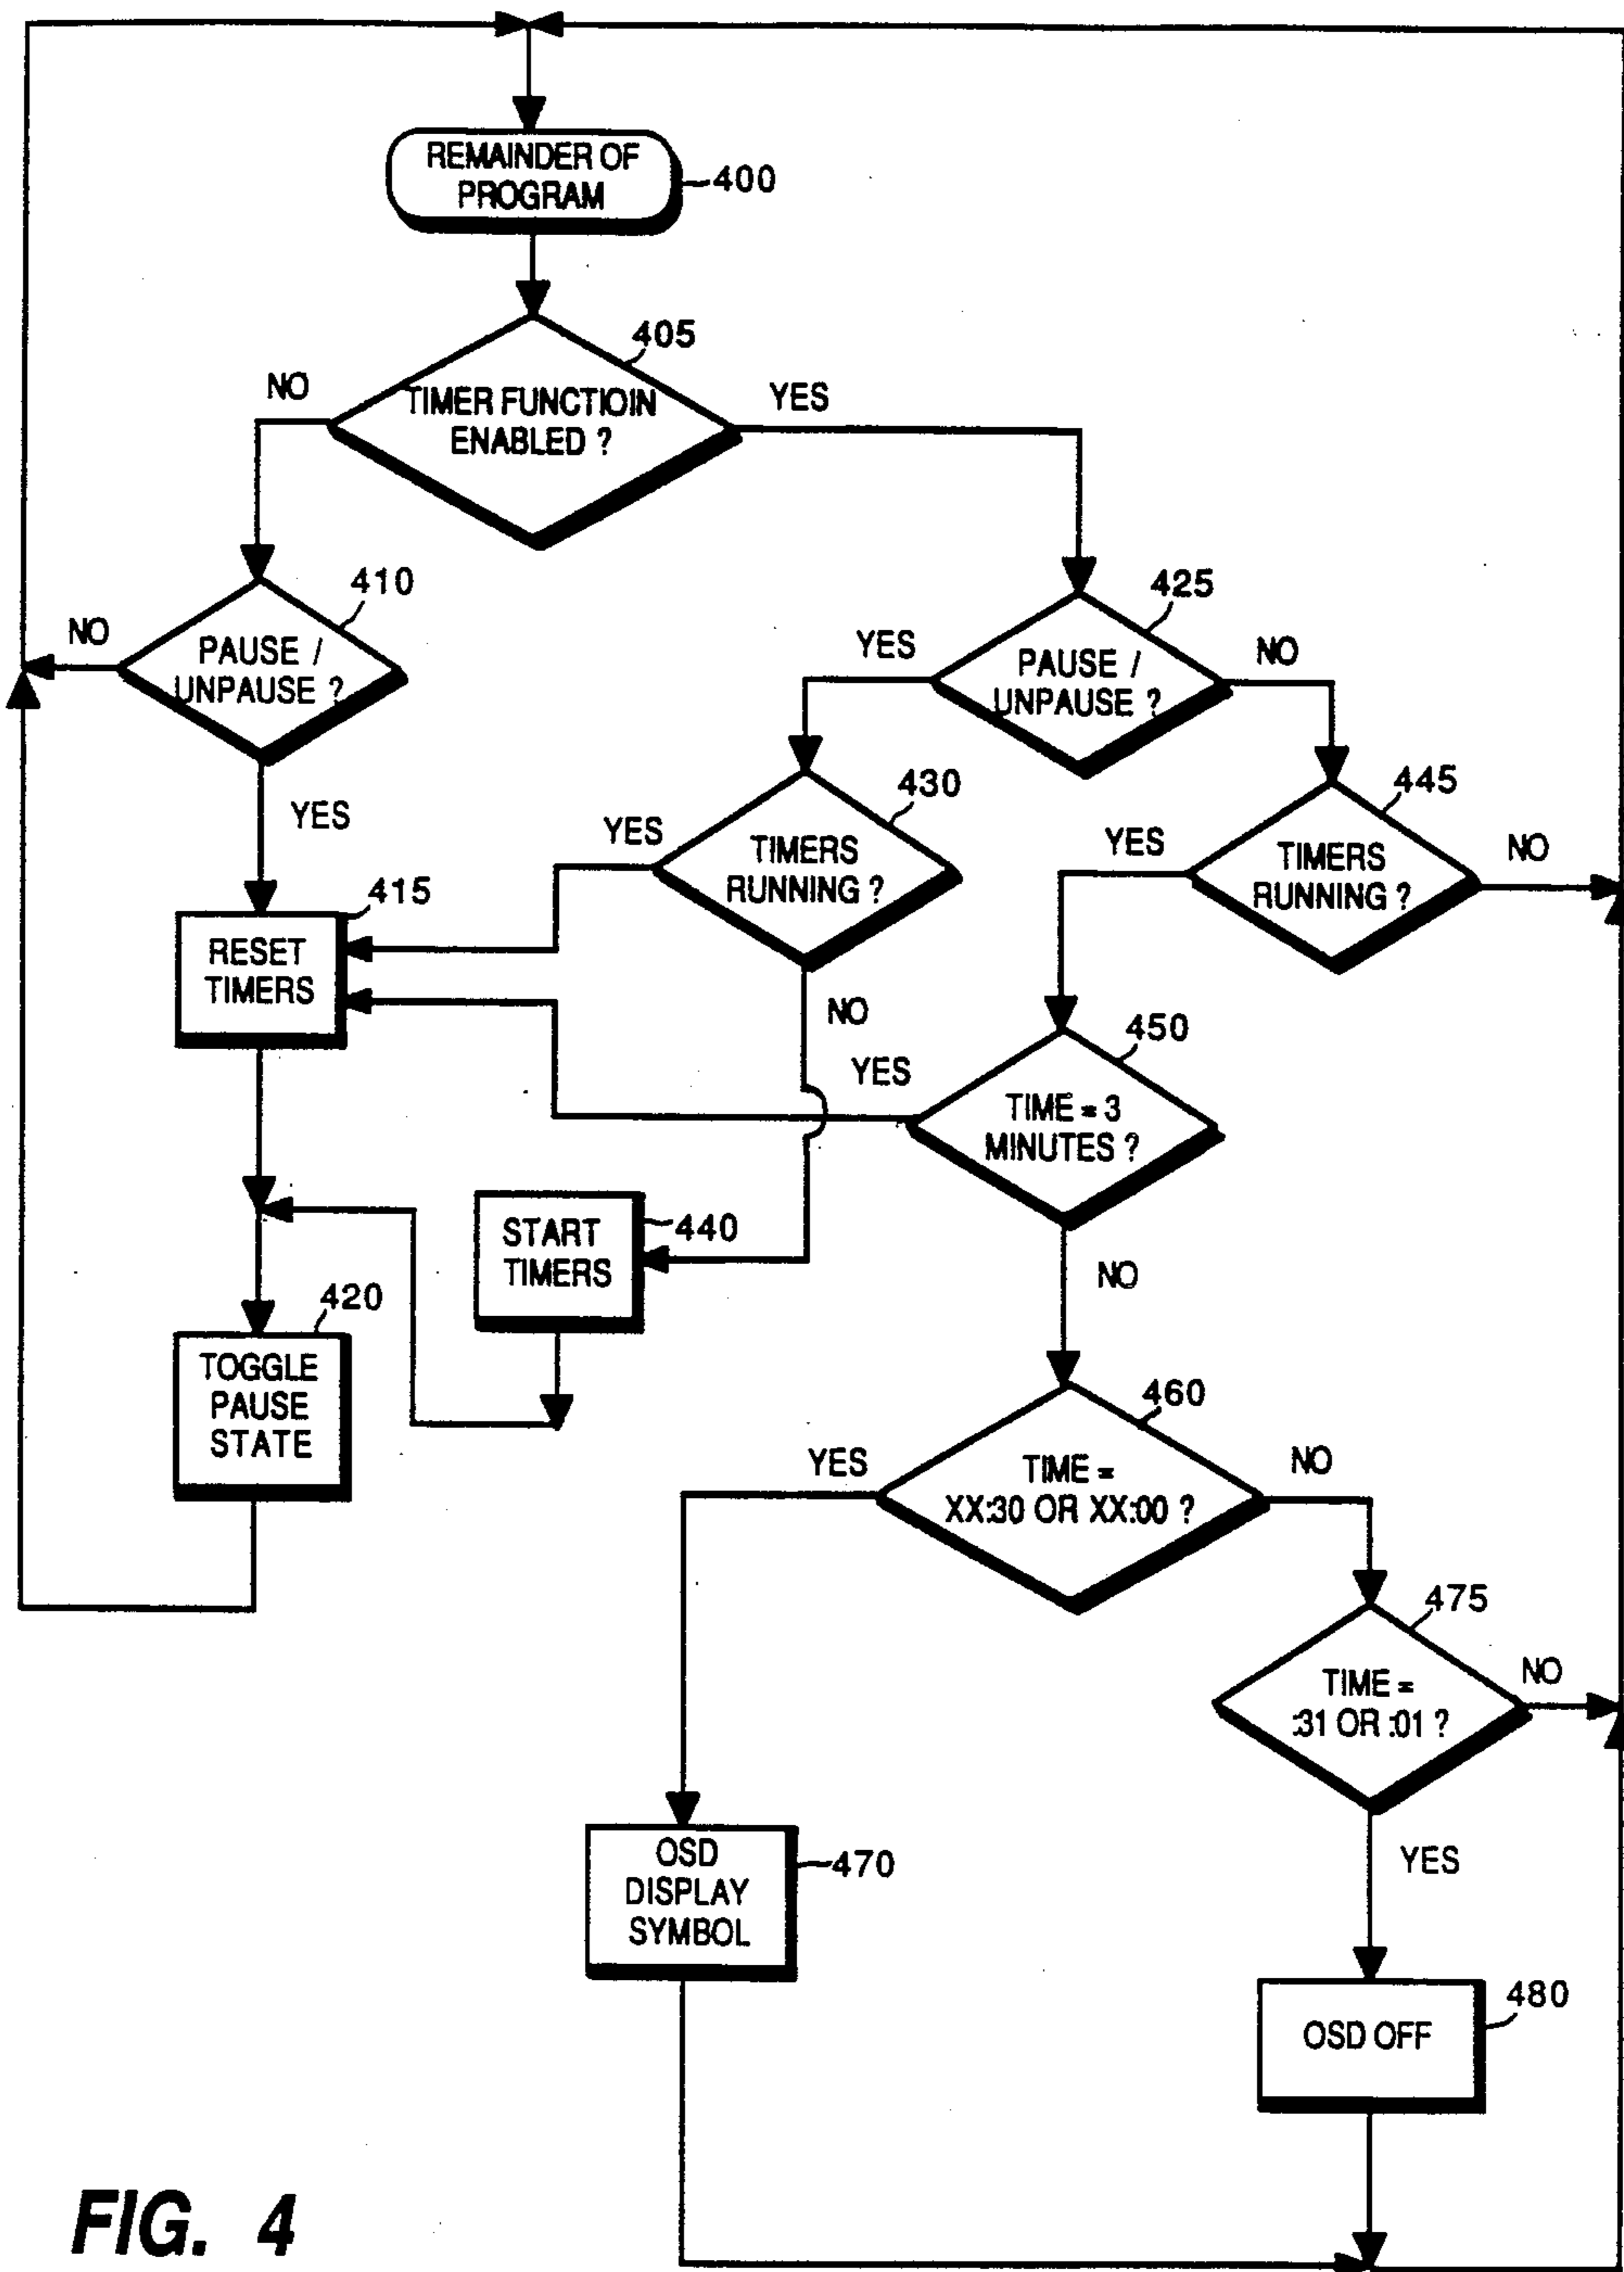 REMAINDER OF
PROGRAM
400
405
NO
TIMER FUNCTIOIN
ENABLED ?
YES
410
NO
PAUSE /
UNPAUSE ?
YES
425
YES
PAUSE /
UNPAUSE ?
NO
430
YES
TIMERS
RUNNING ?
NO
445
YES
TIMERS
RUNNING ?
NO
415
RESET
TIMERS
450
YES
TIME = 3
MINUTES ?
NO
START
TIMERS
440
420
TOGGLE
PAUSE
STATE
460
YES
TIME =
XX:30 OR XX:00 ?
NO
475
TIME =
:31 OR :01 ?
NO
YES
OSD
DISPLAY
SYMBOL
470
OSD OFF
480
FIG. 4